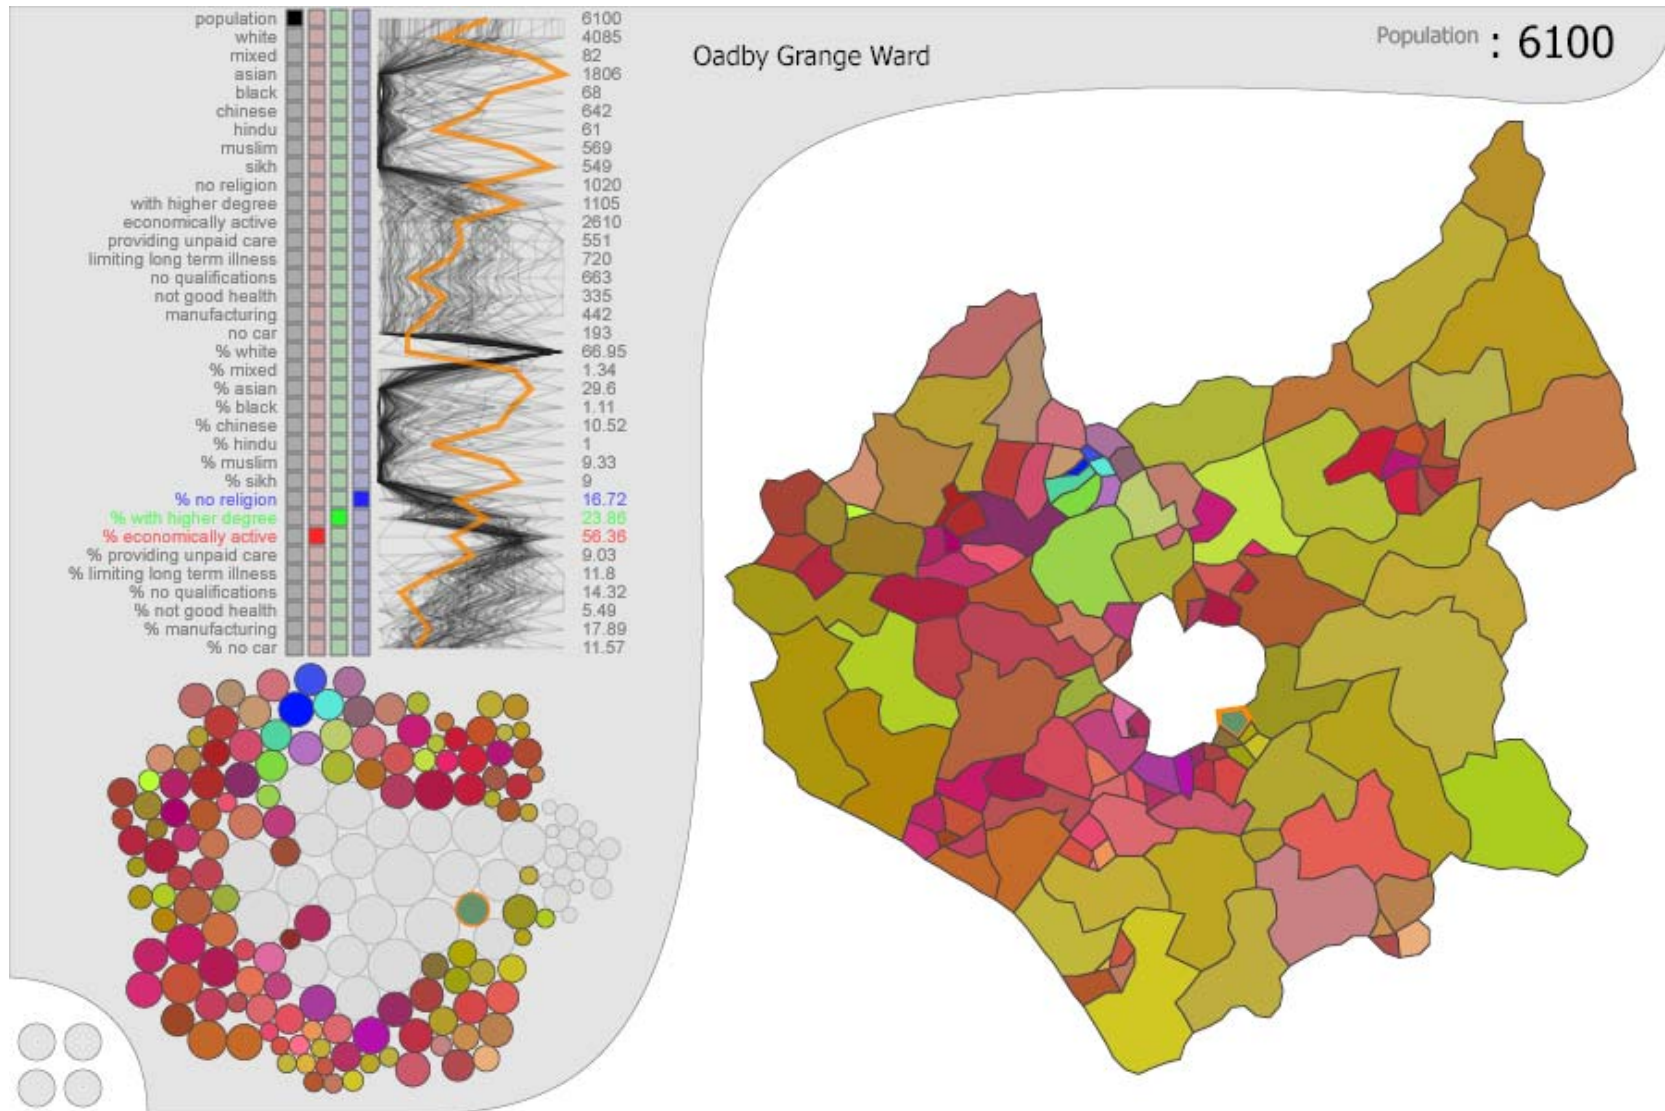 Oadby Grange Ward
Population : 6100
population 6100
white 4085
mixed 82
asian 1806
black 68
chinese 642
hindu 61
muslim 569
sikh 549
no religion 1020
with higher degree 1105
economically active 2610
providing unpaid care 551
limiting long term illness 720
no qualifications 663
not good health 335
manufacturing 442
no car 193
% white 66.95
% mixed 1.34
% asian 29.6
% black 1.11
% chinese 10.52
% hindu 1
% muslim 9.33
% sikh 9
% no religion 16.72
% with higher degree 23.86
% economically active 56.36
% providing unpaid care 9.03
% limiting long term illness 11.8
% no qualifications 14.32
% not good health 5.49
% manufacturing 17.89
% no car 11.57